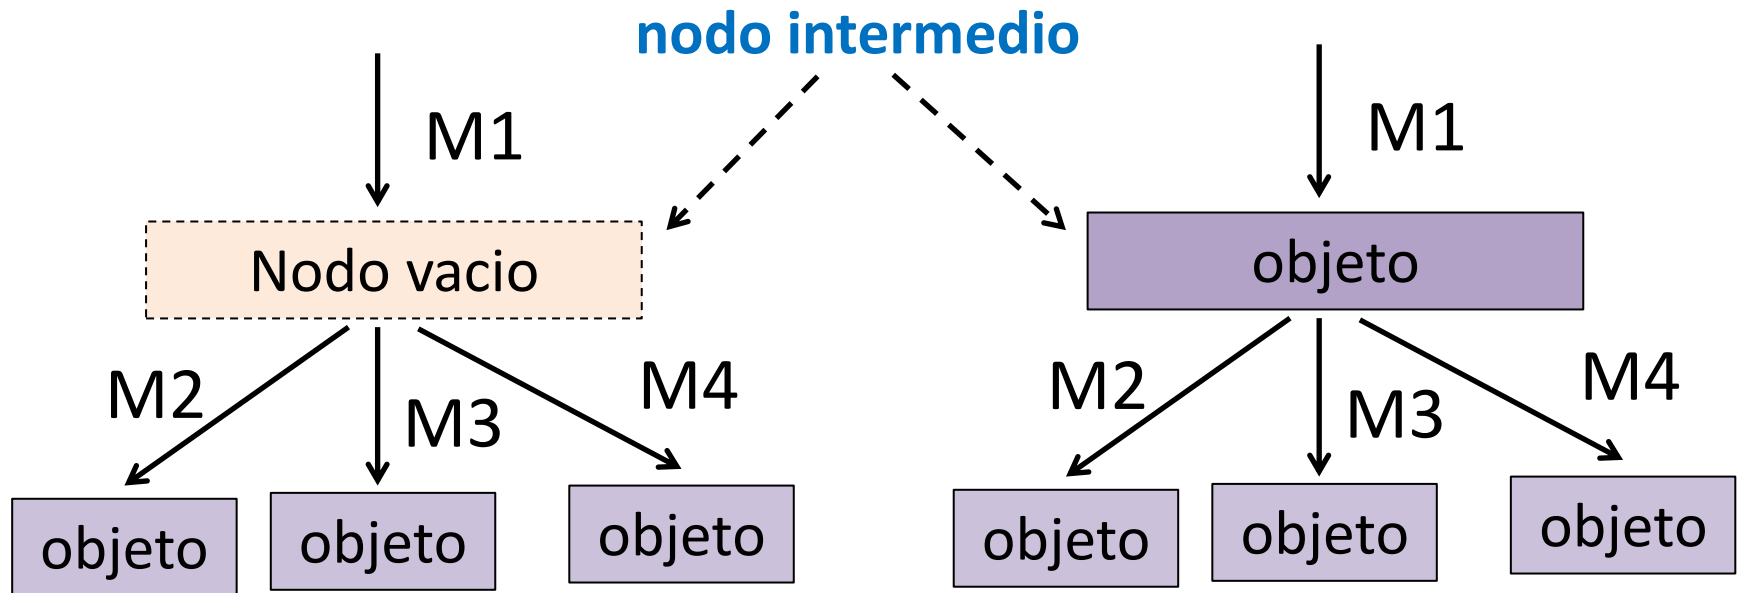 nodo intermedio
M1
Nodo vacio
M2
M3
M4
objeto
objeto
objeto
M1
objeto
M2
M3
M4
objeto
objeto
objeto